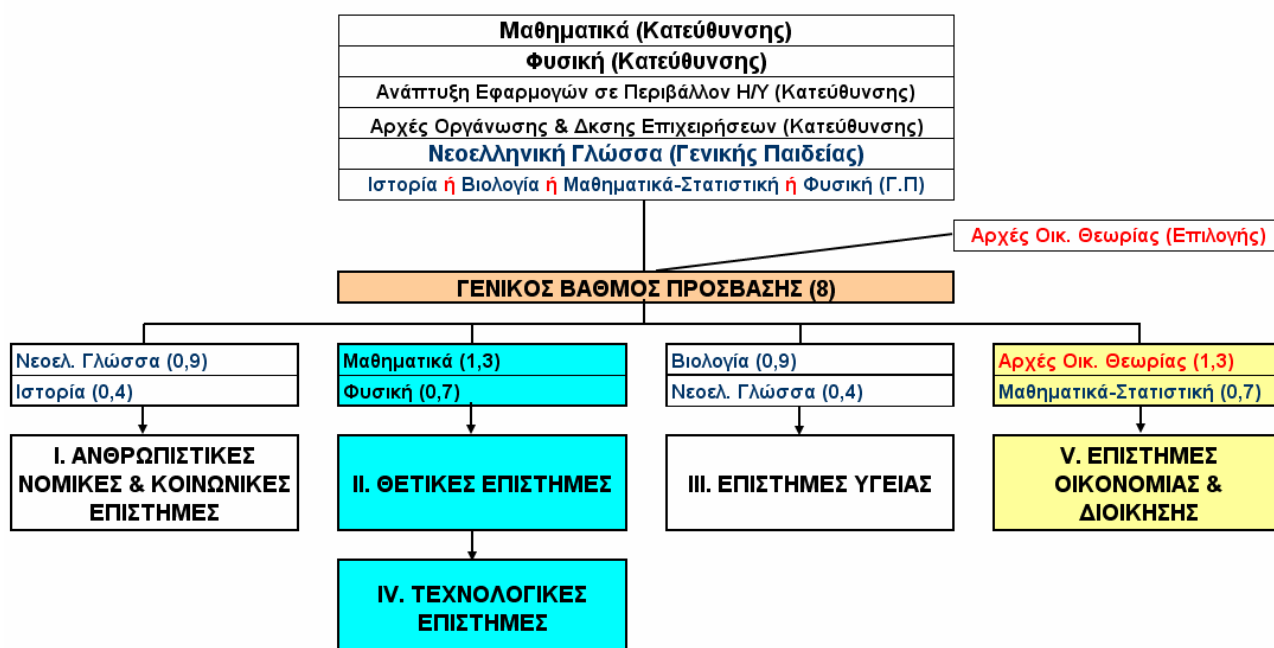 Μαθηματικά (Κατεύθυνσης)
Φυσική (Κατεύθυνσης)
Ανάπτυξη Εφαρμογών σε Περιβάλλον Η/Υ (Κατεύθυνσης)
Αρχές Οργάνωσης & Δκσης Επιχειρήσεων (Κατεύθυνσης)
Νεοελληνική Γλώσσα (Γενικής Παιδείας)
Ιστορία ή Βιολογία ή Μαθηματικά-Στατιστική ή Φυσική (Γ.Π)
Αρχές Οικ. Θεωρίας (Επιλογής)
ΓΕΝΙΚΟΣ ΒΑΘΜΟΣ ΠΡΟΣΒΑΣΗΣ (8)
Νεοελ. Γλώσσα (0,9)
Ιστορία (0,4)
Ι. ΑΝΘΡΩΠΙΣΤΙΚΕΣ
ΝΟΜΙΚΕΣ & ΚΟΙΝΩΝΙΚΕΣ
ΕΠΙΣΤΗΜΕΣ
Μαθηματικά (1,3)
Φυσική (0,7)
ΙΙ. ΘΕΤΙΚΕΣ ΕΠΙΣΤΗΜΕΣ
IV. ΤΕΧΝΟΛΟΓΙΚΕΣ
ΕΠΙΣΤΗΜΕΣ
Βιολογία (0,9)
Νεοελ. Γλώσσα (0,4)
ΙΙΙ. ΕΠΙΣΤΗΜΕΣ ΥΓΕΙΑΣ
Αρχές Οικ. Θεωρίας (1,3)
Μαθηματικά-Στατιστική (0,7)
V. ΕΠΙΣΤΗΜΕΣ
ΟΙΚΟΝΟΜΙΑΣ &
ΔΙΟΙΚΗΣΗΣ